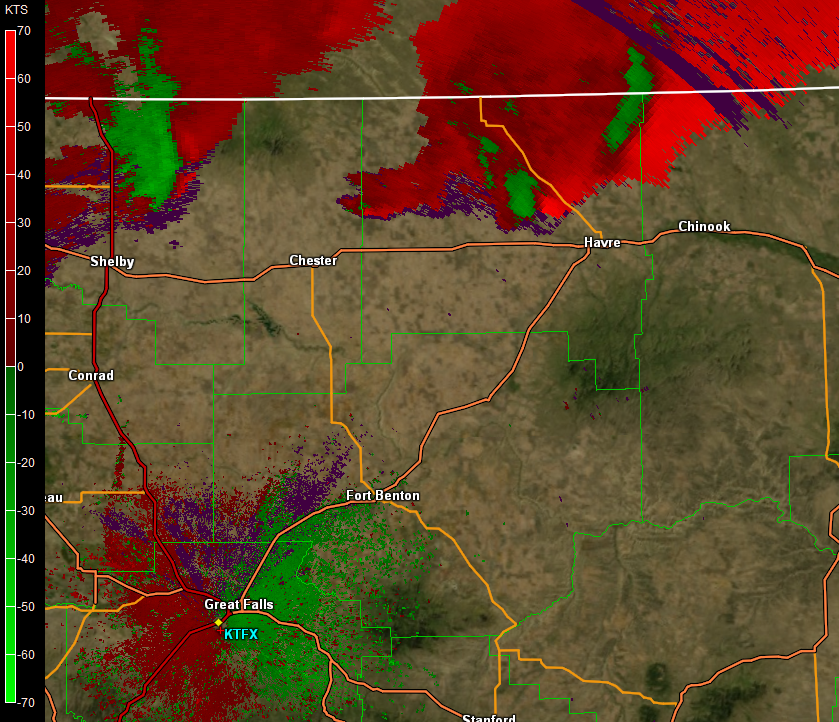 KTS
70
60
50
40
30
20
10
0
-10
-20
-30
-40
-50
-60
-70
Shelby
Chester
Havre
Chinook
Conrad
au
Fort Benton
Great Falls
KTFX
Stanford